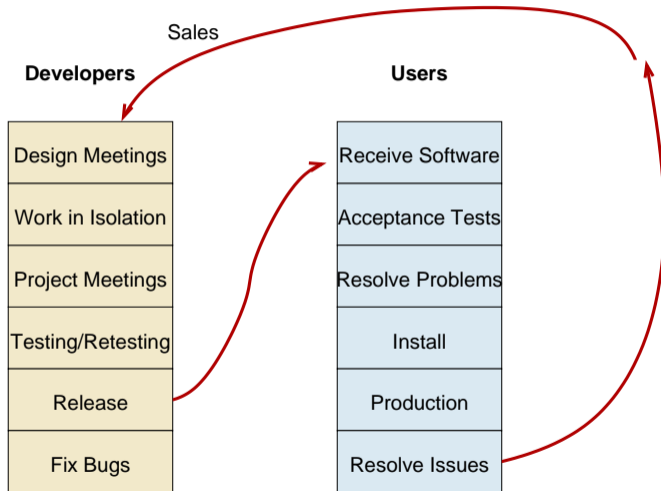 Sales
Developers
Users
Design Meetings
Receive Software
Work in Isolation
Acceptance Tests
Project Meetings
Resolve Problems
Testing/Retesting
Install
Release
Production
Fix Bugs
Resolve Issues